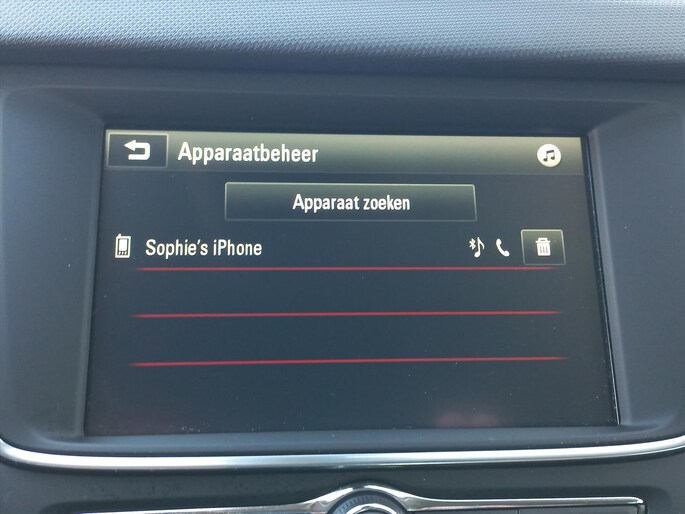 Apparaatbeheer
Apparaat zoeken
Sophie's iPhone